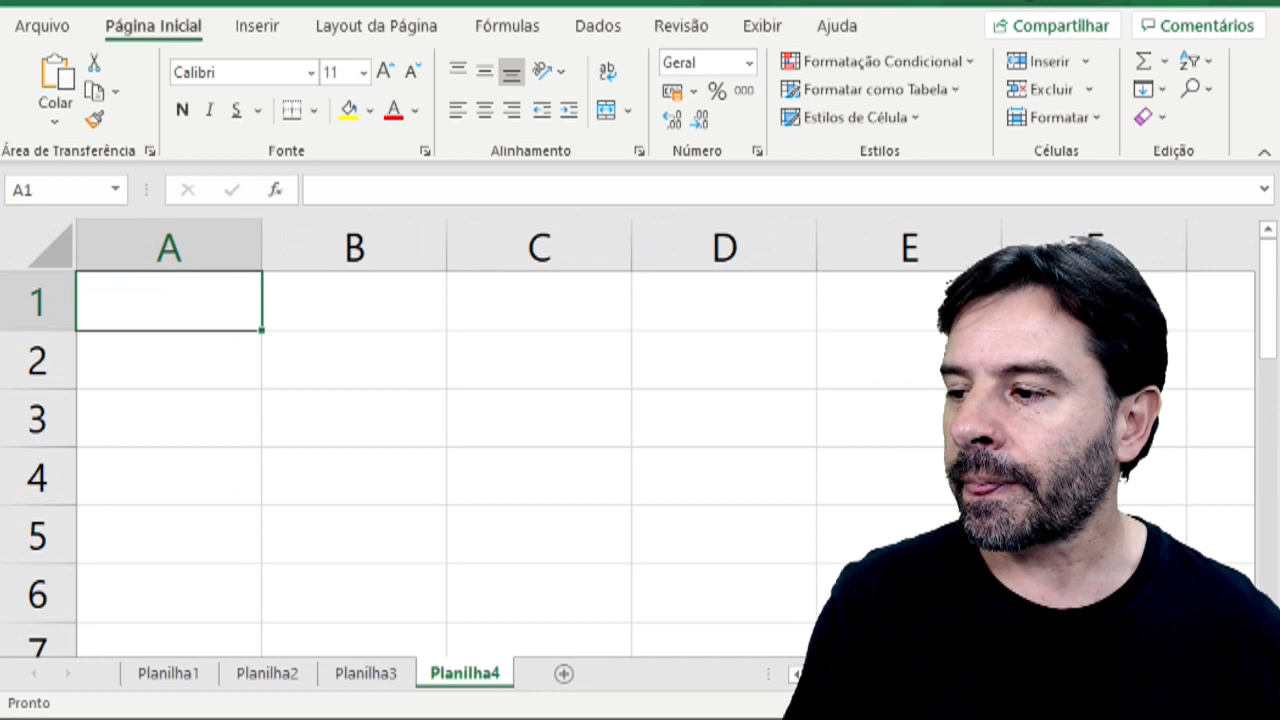 Arquivo Página Inicial Inserir Layout da Página Fórmulas Dados Revisão Exibir Ajuda Compartilhar Comentários
Calibri 11 Geral Formatação Condicional Inserir
Colar Formatar como Tabela Excluir
N I S A % 000 Estilos de Célula Formatar
Área de Transferência Fonte Alinhamento Número Estilos Células Edição
A1 fx
A B C D E
1
2
3
4
5
6
7
Planilha1 Planilha2 Planilha3 Planilha4
Pronto